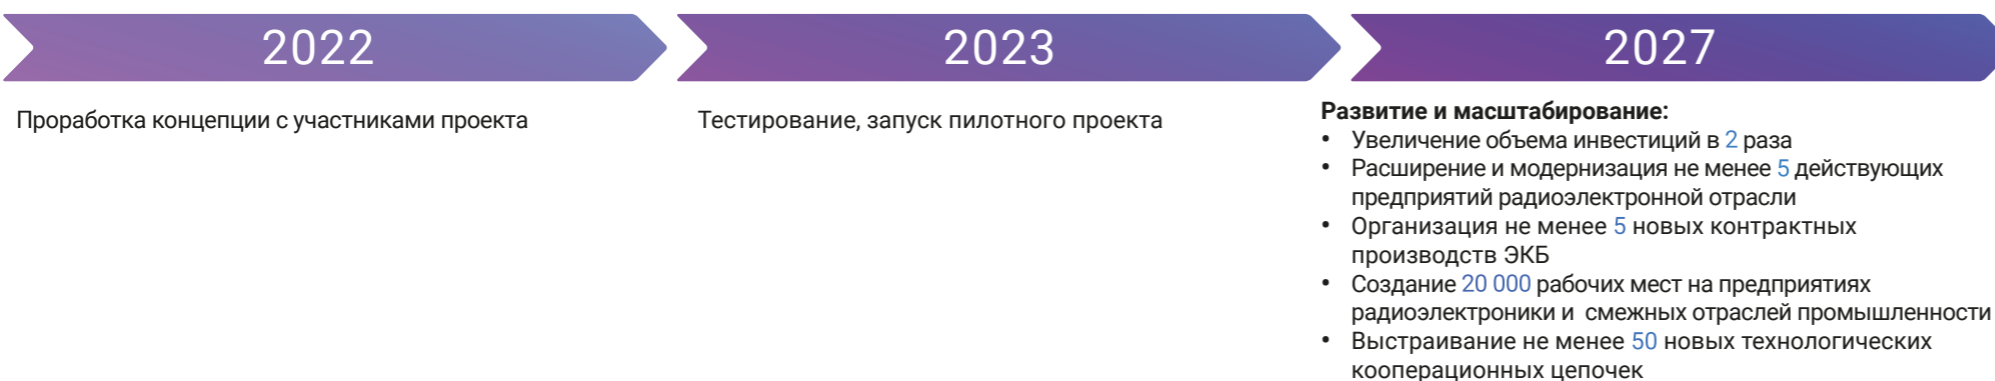 2022
2023
2027
Проработка концепции с участниками проекта
Тестирование, запуск пилотного проекта
Развитие и масштабирование:
• Увеличение объема инвестиций в 2 раза
• Расширение и модернизация не менее 5 действующих
предприятий радиоэлектронной отрасли
• Организация не менее 5 новых контрактных
производств ЭКБ
• Создание 20 000 рабочих мест на предприятиях
радиоэлектроники и смежных отраслей промышленности
• Выстраивание не менее 50 новых технологических
кооперационных цепочек